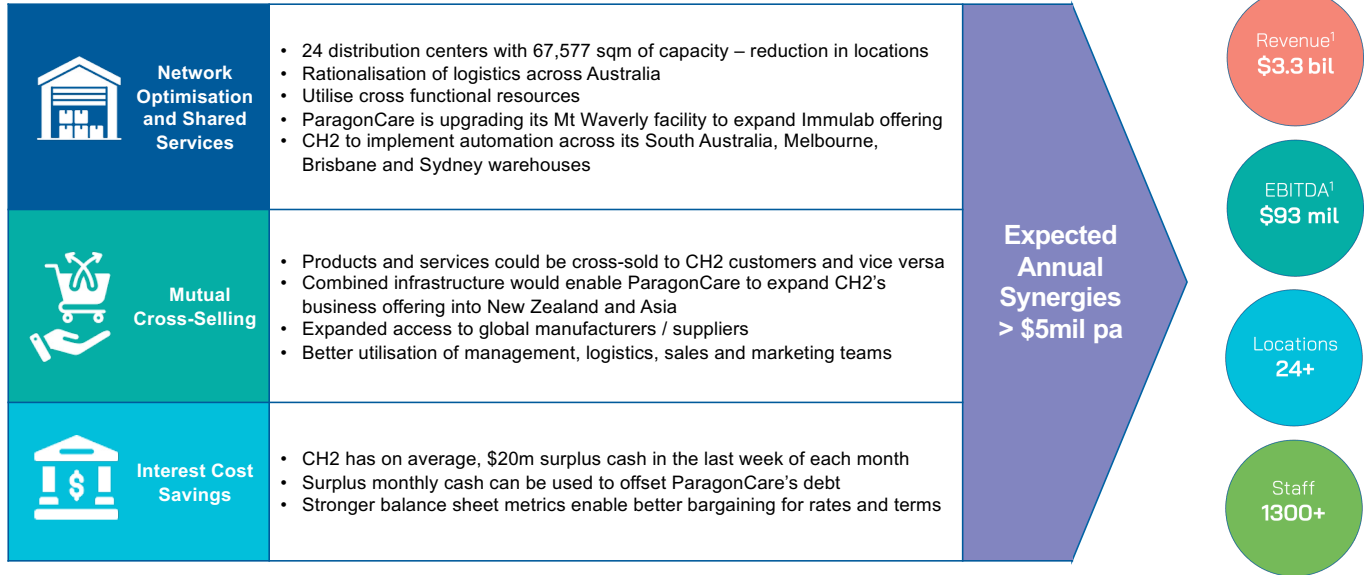 Network
Optimisation
and Shared
Services
• 24 distribution centers with 67,577 sqm of capacity – reduction in locations
• Rationalisation of logistics across Australia
• Utilise cross functional resources
• ParagonCare is upgrading its Mt Waverly facility to expand Immulab offering
• CH2 to implement automation across its South Australia, Melbourne,
Brisbane and Sydney warehouses
Mutual
Cross-Selling
• Products and services could be cross-sold to CH2 customers and vice versa
• Combined infrastructure would enable ParagonCare to expand CH2's
business offering into New Zealand and Asia
• Expanded access to global manufacturers / suppliers
• Better utilisation of management, logistics, sales and marketing teams
Interest Cost
Savings
• CH2 has on average, $20m surplus cash in the last week of each month
• Surplus monthly cash can be used to offset ParagonCare's debt
• Stronger balance sheet metrics enable better bargaining for rates and terms
Expected
Annual
Synergies
> $5mil pa
Revenue¹
$3.3 bil
EBITDA¹
$93 mil
Locations
24+
Staff
1300+